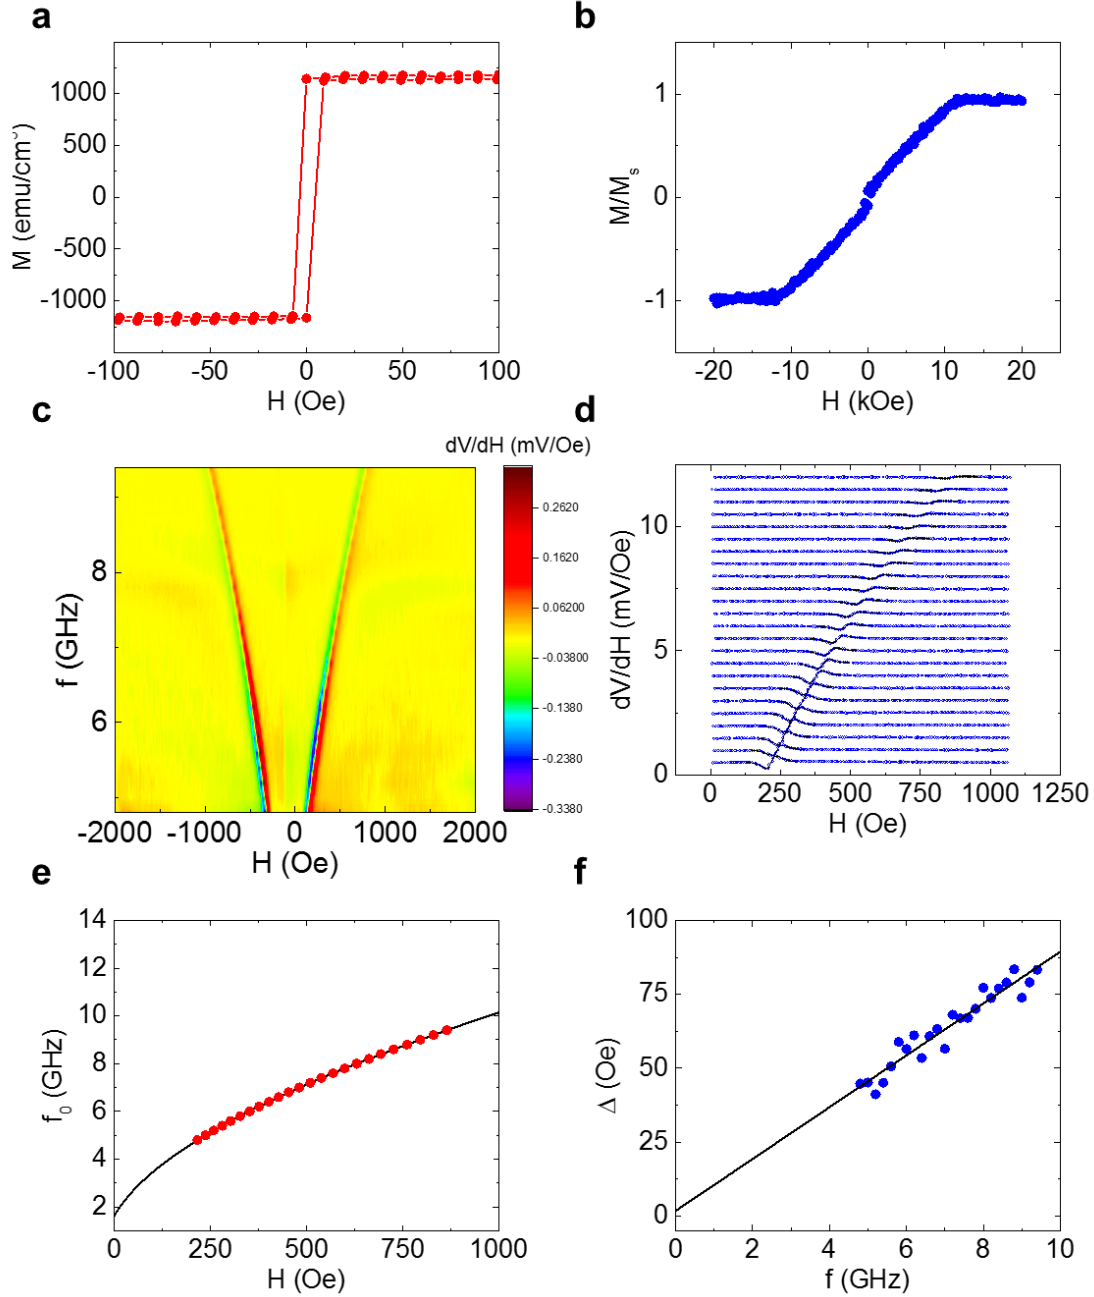 a
1000
500
0
-500
-1000
M (emu/cm³)
-100 -50 0 50 100
H (Oe)
b
1
0
-1
M/Mₛ
-20 -10 0 10 20
H (kOe)
c
dV/dH (mV/Oe)
0.2620
0.1620
0.06200
-0.03800
-0.1380
-0.2380
-0.3380
8
6
f (GHz)
-2000 -1000 0 1000 2000
H (Oe)
d
10
5
0
dV/dH (mV/Oe)
0 250 500 750 1000 1250
H (Oe)
e
14
12
10
8
6
4
2
f₀ (GHz)
0 250 500 750 1000
H (Oe)
f
100
75
50
25
0
Δ (Oe)
0 2 4 6 8 10
f (GHz)